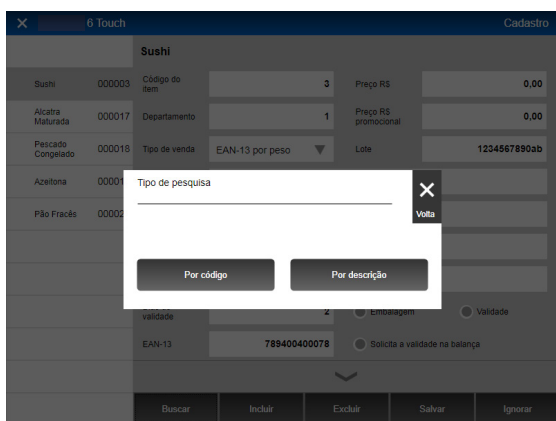 ✕ 6 Touch Cadastro
Sushi
Sushi 000003 Código do item 3 Preço R$ 0,00
Alcatra Maturada 000017 Departamento 1 Preço R$ promocional 0,00
Pescado Congelado 000018 Tipo de venda EAN-13 por peso Lote 1234567890ab
Azeitona 00001
Pão Fracês 00002
Tipo de pesquisa
Volta
Por código Por descrição
validade 2 Embalagem Validade
EAN-13 789400400078 Solicita a validade na balança
Buscar Incluir Excluir Salvar Ignorar